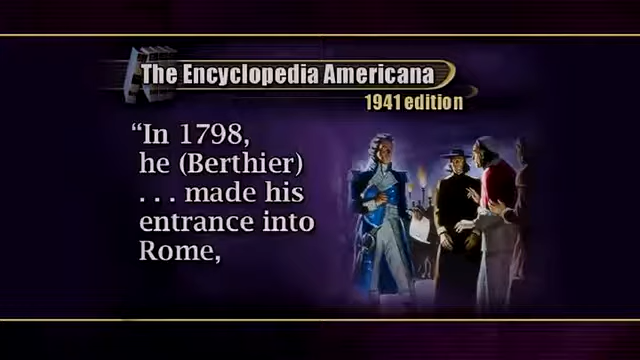 The Encyclopedia Americana
1941 edition
“In 1798,
he (Berthier)
. . . made his
entrance into
Rome,